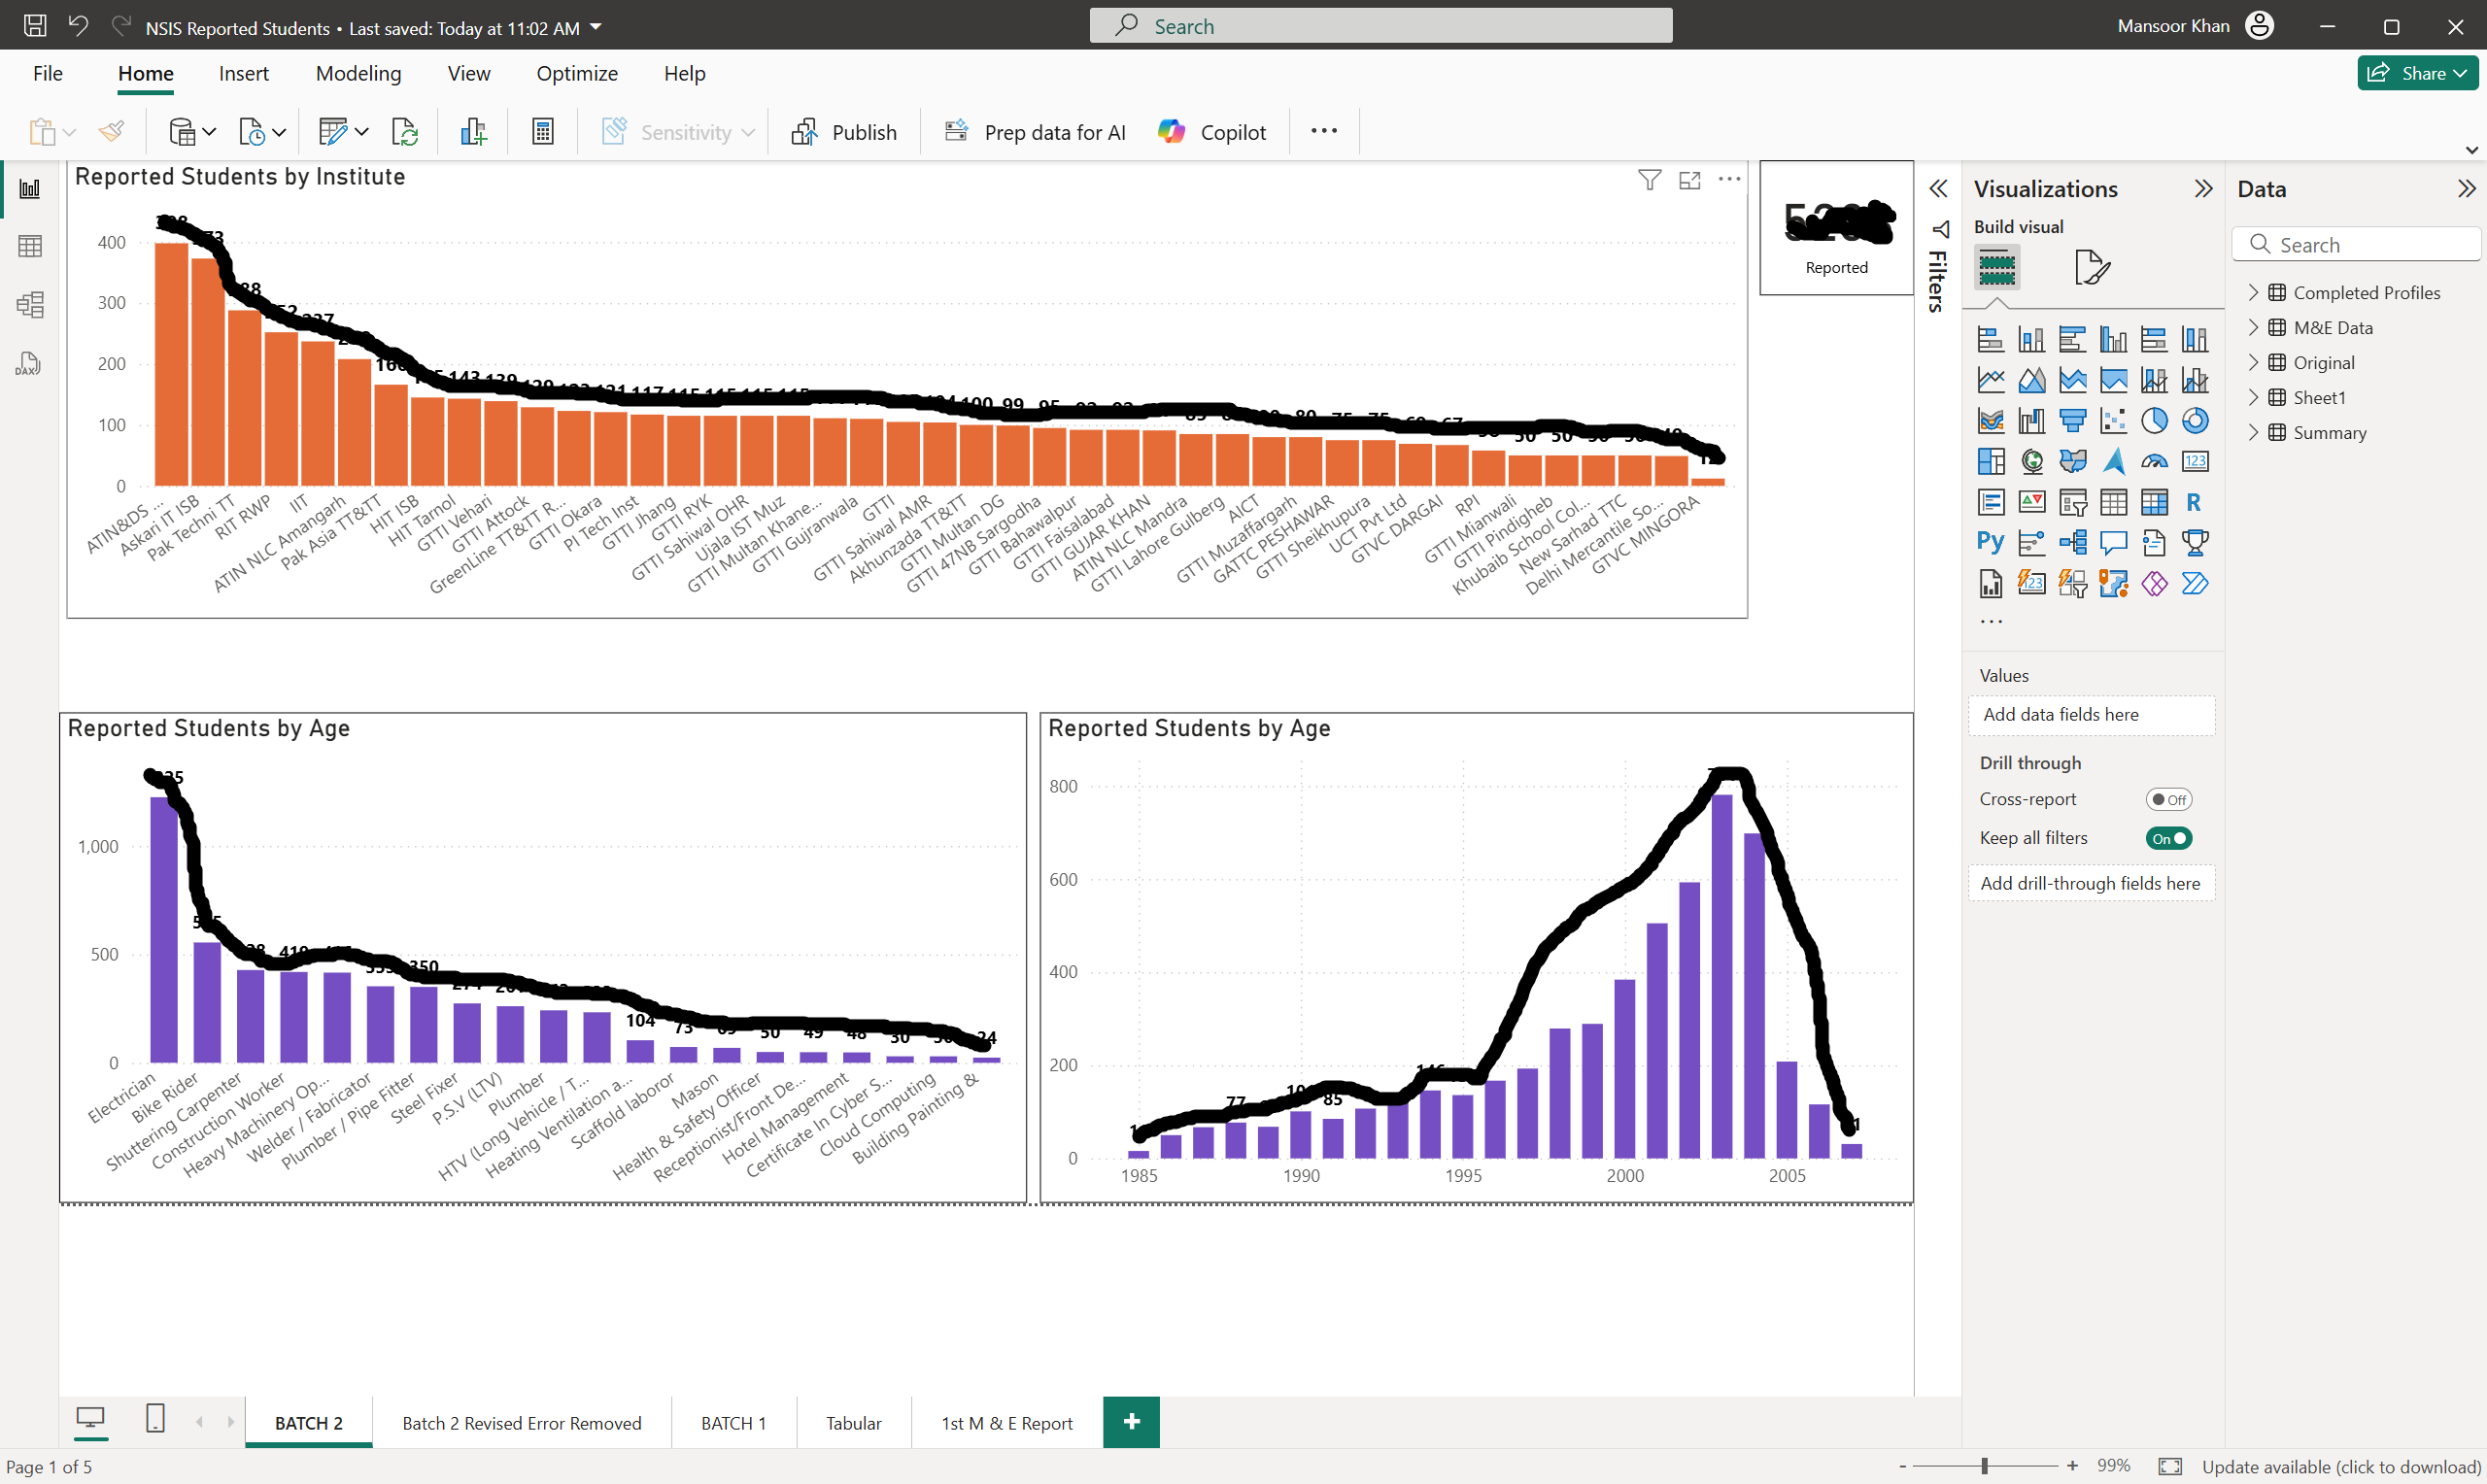 NSIS Reported Students • Last saved: Today at 11:02 AM
Search
Mansoor Khan
File Home Insert Modeling View Optimize Help
Share
Sensitivity Publish Prep data for AI Copilot
Reported Students by Institute
400
300
200
100
0
143 139 117 100 99 95 80 50 50
ATIN&DS ...
Askari IT ISB
Pak Techni TT
RIT RWP
IIT
ATIN NLC Amangarh
Pak Asia TT&TT
HIT ISB
HIT Tarnol
GTTI Vehari
GTTI Attock
GreenLine TT&TT R...
GTTI Okara
PI Tech Inst
GTTI Jhang
GTTI RYK
GTTI Sahiwal OHR
Ujala IST Muz
GTTI Multan Khane...
GTTI Gujranwala
GTTI
GTTI Sahiwal AMR
Akhunzada TT&TT
GTTI Multan DG
GTTI 47NB Sargodha
GTTI Bahawalpur
GTTI Faisalabad
GTTI GUJAR KHAN
ATIN NLC Mandra
GTTI Lahore Gulberg
AICT
GTTI Muzaffargarh
GATTC PESHAWAR
GTTI Sheikhupura
UCT Pvt Ltd
GTVC DARGAI
RPI
GTTI Mianwali
GTTI Pindigheb
Khubaib School Col...
New Sarhad TTC
Delhi Mercantile So...
GTVC MINGORA
Reported
Filters
Reported Students by Age
1,000
500
0
419 350 104 73 50 49 48 30
Electrician
Bike Rider
Shuttering Carpenter
Construction Worker
Heavy Machinery Op...
Welder / Fabricator
Plumber / Pipe Fitter
Steel Fixer
P.S.V (LTV)
Plumber
HTV (Long Vehicle / T...
Heating Ventilation a...
Scaffold laboror
Mason
Health & Safety Officer
Receptionist/Front De...
Hotel Management
Certificate In Cyber S...
Cloud Computing
Building Painting &
Reported Students by Age
800
600
400
200
0
77 85
1985 1990 1995 2000 2005
Visualizations
Build visual
123
R
Py
123
Values
Add data fields here
Drill through
Cross-report Off
Keep all filters On
Add drill-through fields here
Data
Search
Completed Profiles
M&E Data
Original
Sheet1
Summary
DAX
BATCH 2 Batch 2 Revised Error Removed BATCH 1 Tabular 1st M & E Report +
Page 1 of 5
- + 99%
Update available (click to download)